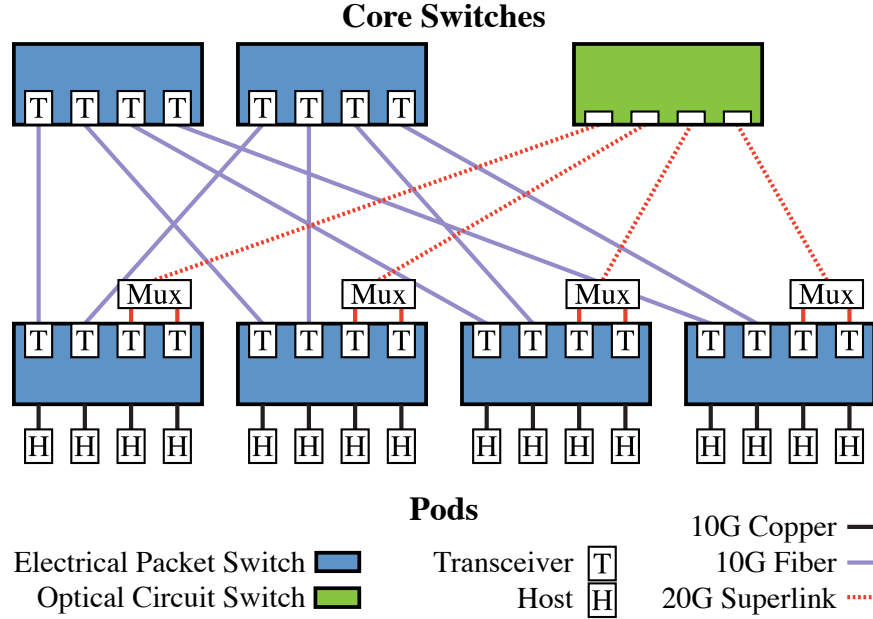 Core Switches
T T T T T T T T
Mux Mux Mux Mux
T T T T T T T T T T T T T T T T
H H H H H H H H H H H H H H H H
Pods
10G Copper
Electrical Packet Switch Transceiver T 10G Fiber
Optical Circuit Switch Host H 20G Superlink